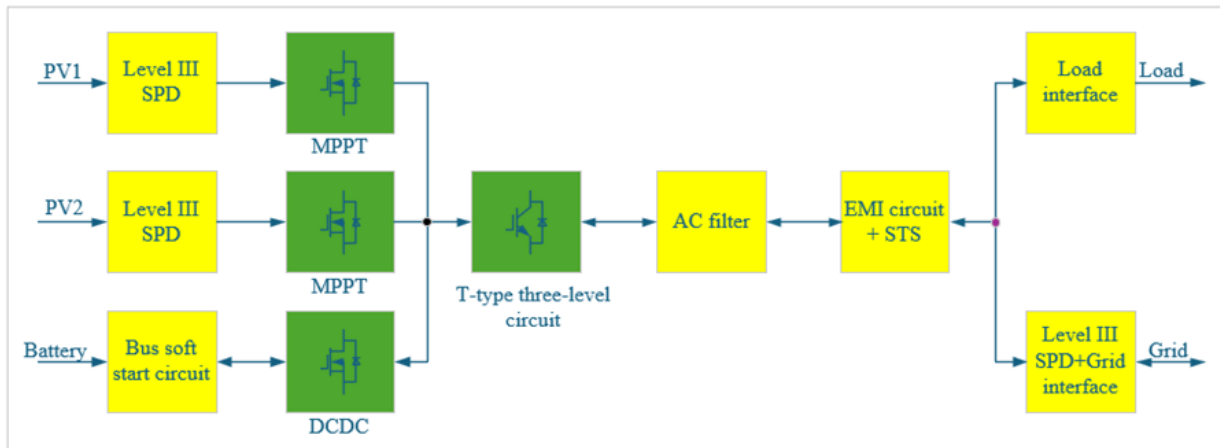 PV1
Level III
SPD
MPPT
PV2
Level III
SPD
MPPT
Battery
Bus soft
start circuit
DCDC
T-type three-level
circuit
AC filter
EMI circuit
+ STS
Load
interface
Load
Level III
SPD+Grid
interface
Grid